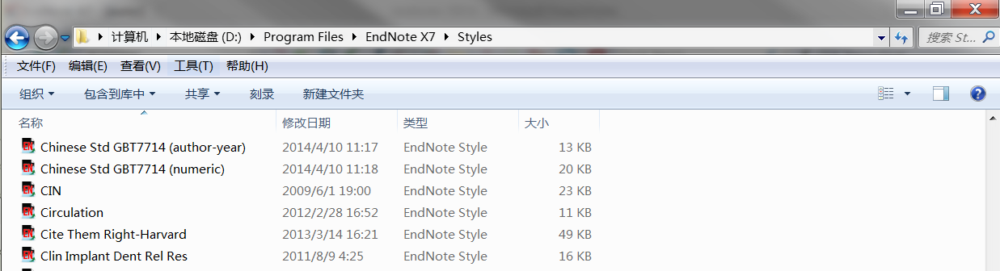 计算机 本地磁盘 (D:) Program Files EndNote X7 Styles 搜索 St...
文件(F) 编辑(E) 查看(V) 工具(T) 帮助(H)
组织 包含到库中 共享 刻录 新建文件夹
名称 修改日期 类型 大小
Chinese Std GBT7714 (author-year) 2014/4/10 11:17 EndNote Style 13 KB
Chinese Std GBT7714 (numeric) 2014/4/10 11:18 EndNote Style 20 KB
CIN 2009/6/1 19:00 EndNote Style 23 KB
Circulation 2012/2/28 16:52 EndNote Style 11 KB
Cite Them Right-Harvard 2013/3/14 16:21 EndNote Style 49 KB
Clin Implant Dent Rel Res 2011/8/9 4:25 EndNote Style 16 KB